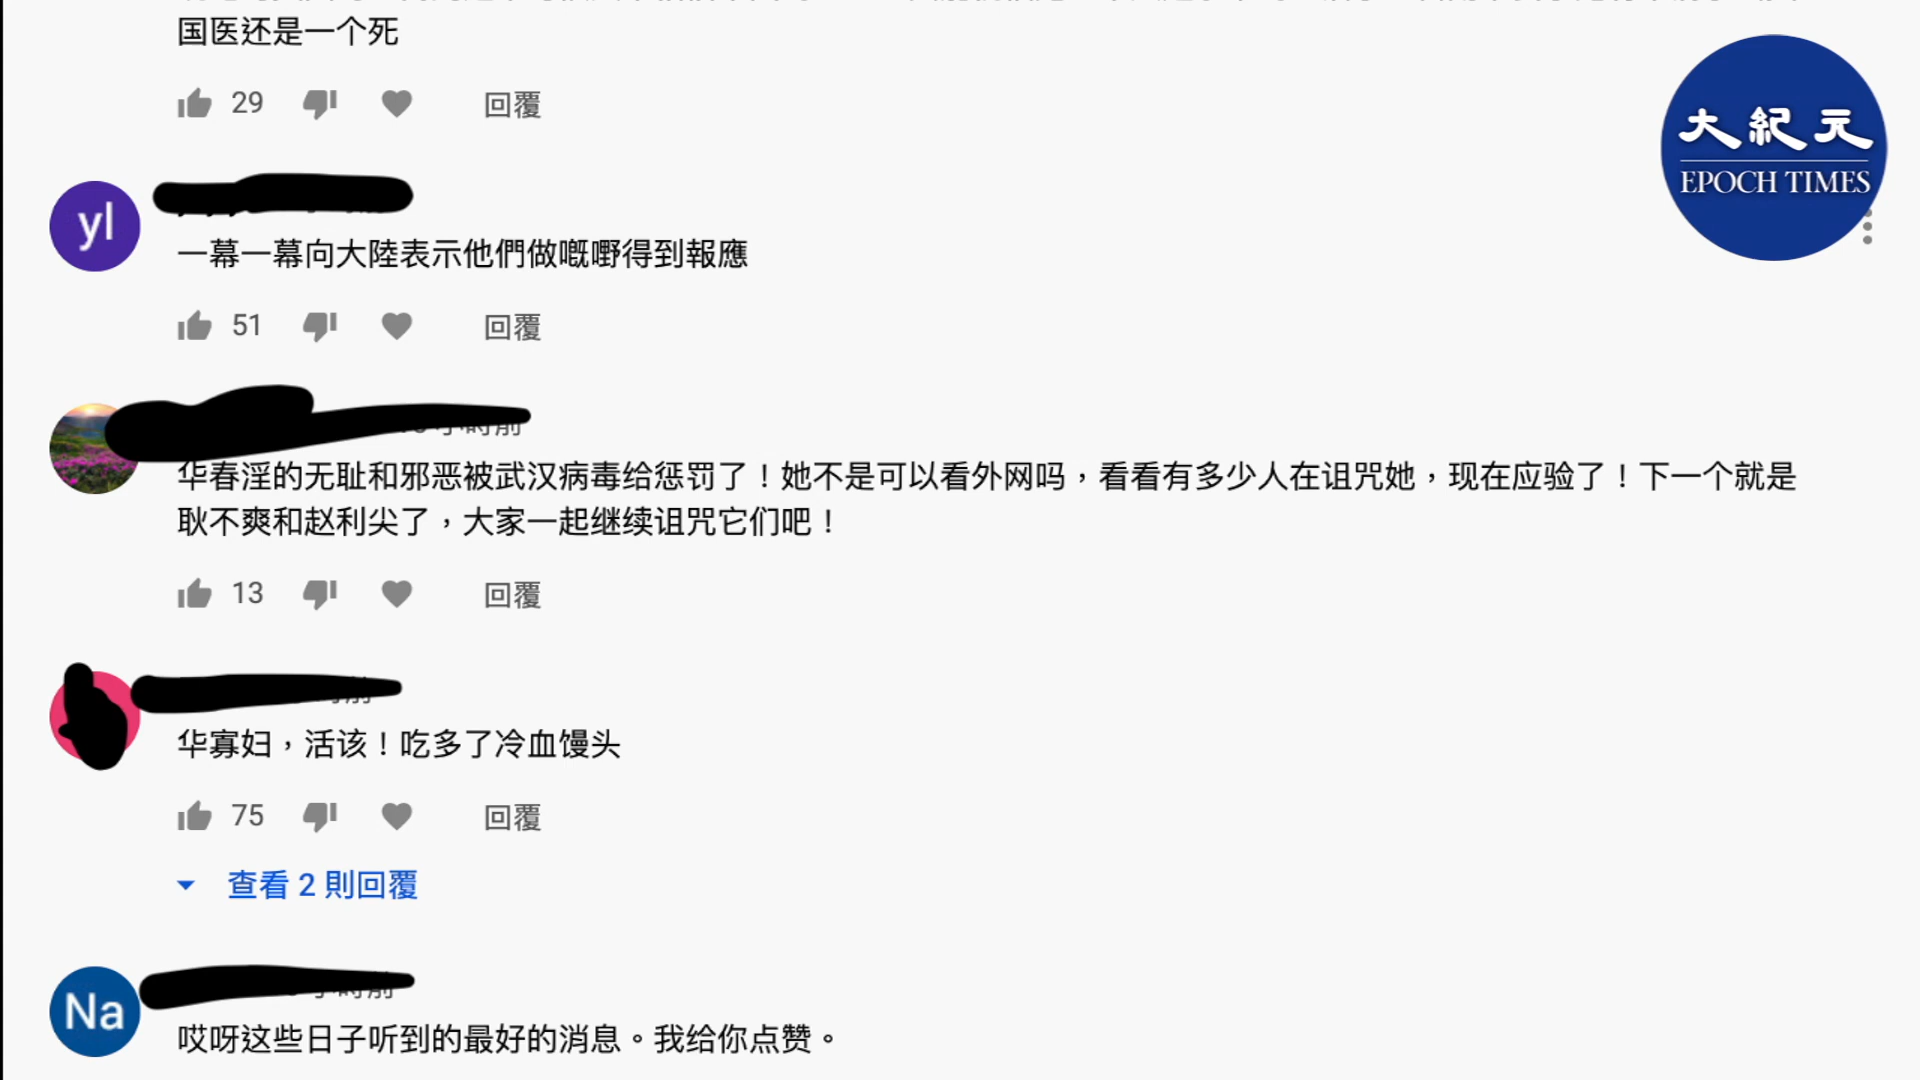 国医还是一个死
29 回覆
大紀元
EPOCH TIMES
yl
一幕一幕向大陸表示他們做嘅嘢得到報應
51 回覆
小時前
华春淫的无耻和邪恶被武汉病毒给惩罚了！她不是可以看外网吗，看看有多少人在诅咒她，现在应验了！下一个就是
耿不爽和赵利尖了，大家一起继续诅咒它们吧！
13 回覆
华寡妇，活该！吃多了冷血馒头
75 回覆
查看 2 則回覆
Na
小時前
哎呀这些日子听到的最好的消息。我给你点赞。